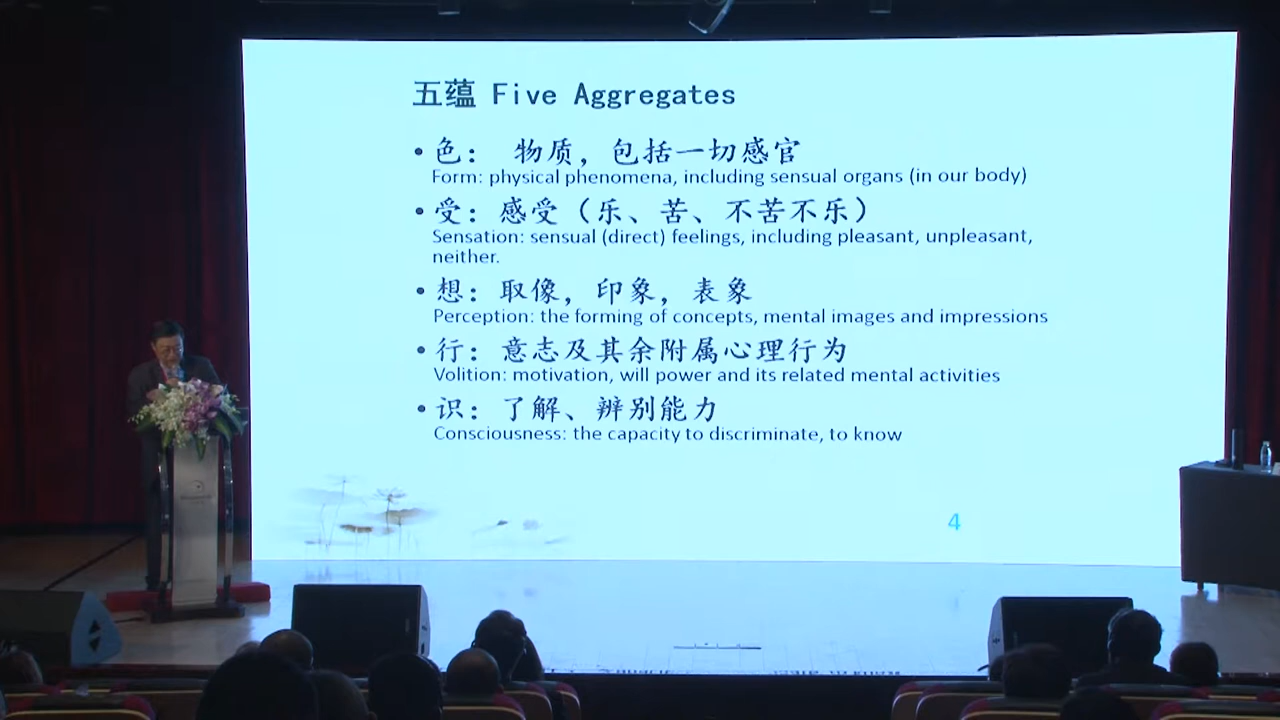 五蕴 Five Aggregates
• 色： 物质，包括一切感官
Form: physical phenomena, including sensual organs (in our body)
• 受：感受（乐、苦、不苦不乐）
Sensation: sensual (direct) feelings, including pleasant, unpleasant,
neither.
• 想：取像，印象，表象
Perception: the forming of concepts, mental images and impressions
• 行：意志及其余附属心理行为
Volition: motivation, will power and its related mental activities
• 识：了解、辨别能力
Consciousness: the capacity to discriminate, to know
4